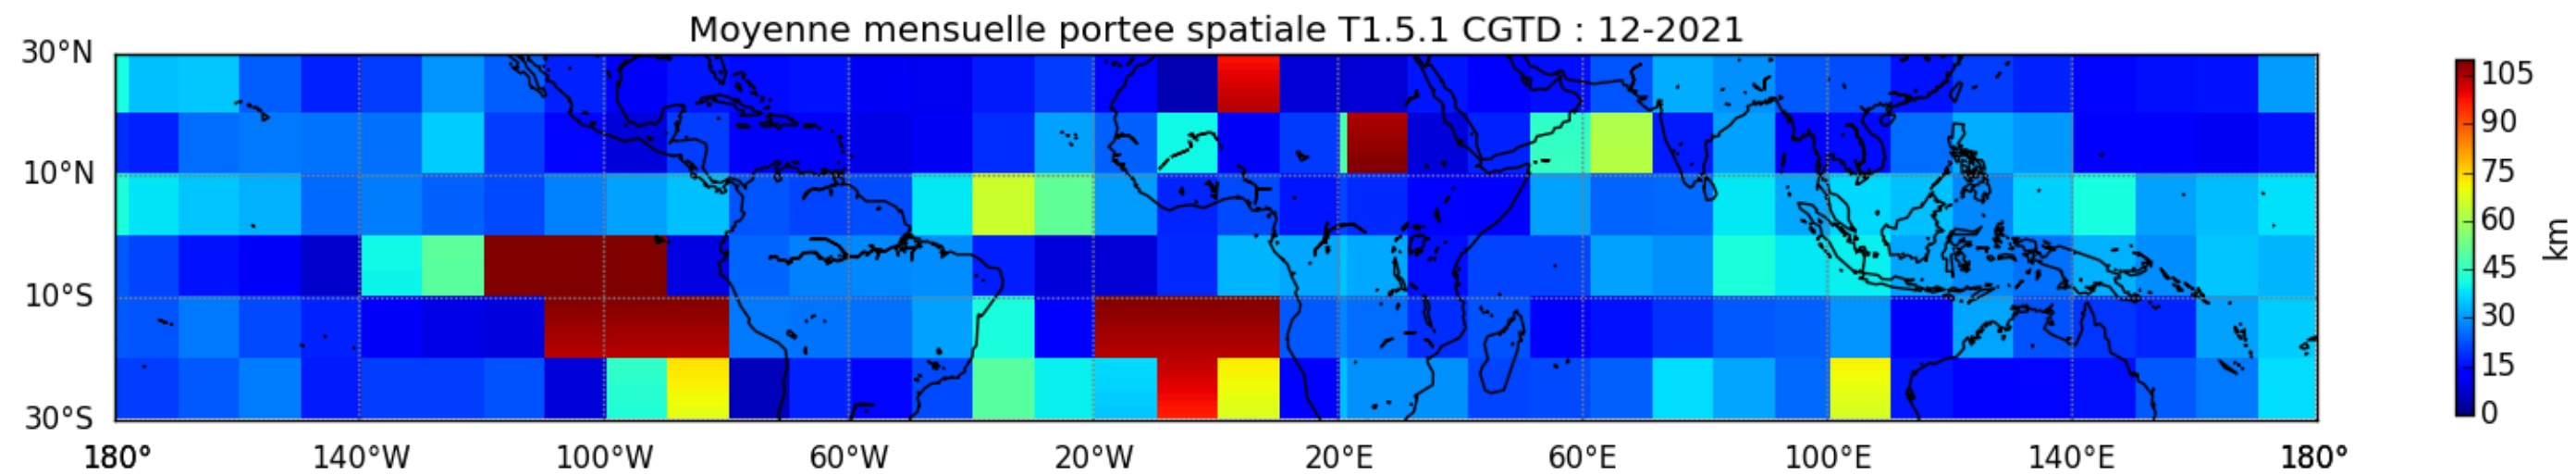 Moyenne mensuelle portee spatiale T1.5.1 CGTD : 12-2021
30°N
10°N
10°S
30°S
180° 140°W 100°W 60°W 20°W 20°E 60°E 100°E 140°E 180°
105
90
75
60
45
30
15
0
km